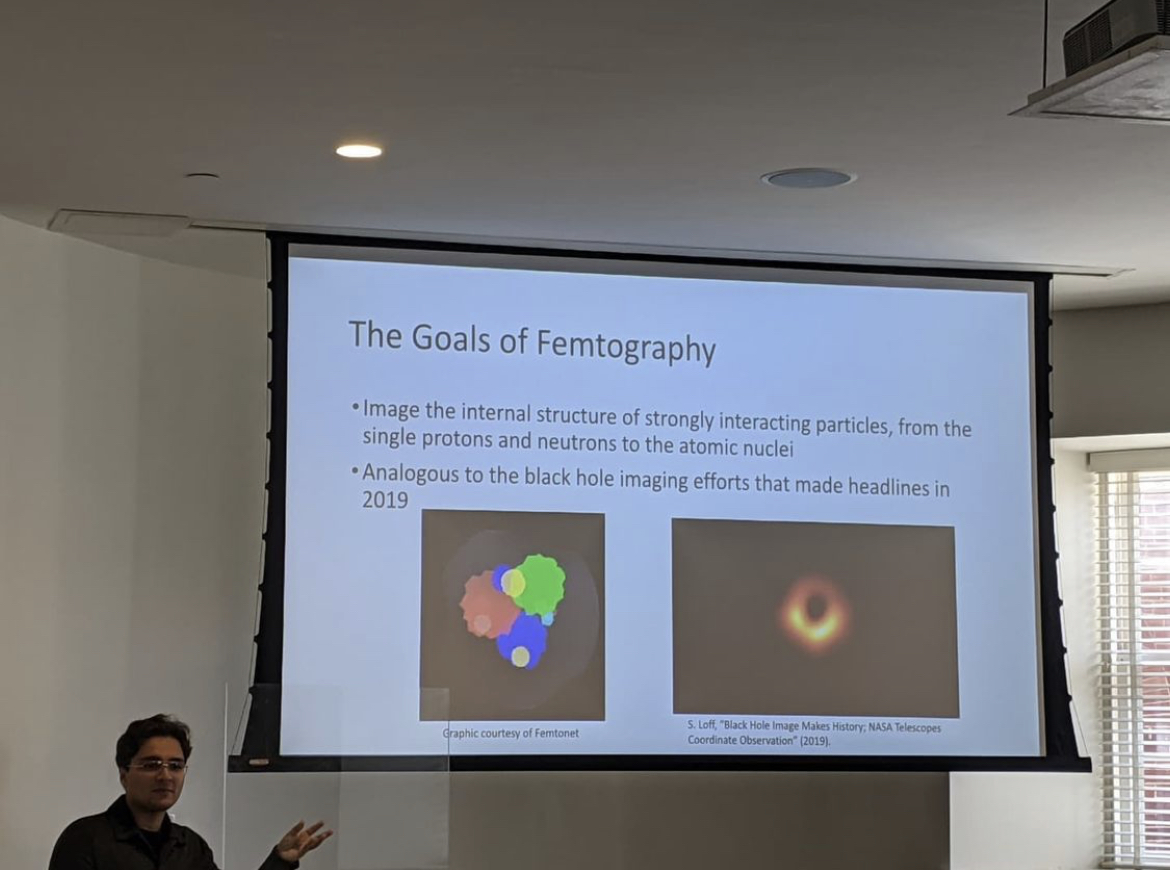 The Goals of Femtography
•Image the internal structure of strongly interacting particles, from the
single protons and neutrons to the atomic nuclei
•Analogous to the black hole imaging efforts that made headlines in
2019
Graphic courtesy of Femtonet
S. Loff, "Black Hole Image Makes History; NASA Telescopes
Coordinate Observation" (2019).